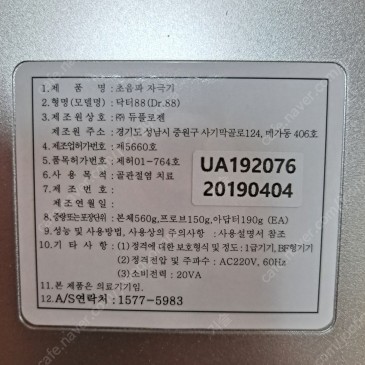 1.제 품 명 : 초음파 자극기
2.형명(모델명) : 닥터88(Dr.88)
3.제조원상호 : ㈜ 듀플로젠
제조원 주소 : 경기도 성남시 중원구 사기막골로124, 메가동 406호
4.제조업허가번호 : 제5660호
5.품목허가번호 : 제허01-764호
6.사 용 목 적 : 골관절염 치료
7.제 조 번 호 :
제조연월일 :
UA192076
20190404
8.중량또는포장단위 : 본체560g,프로브150g,아답터190g (EA)
9.성능 및 사용방법, 사용상의 주의사항 : 사용설명서 참조
10.기 타 사 항 : (1)정격에대한 보호형식 및 정도 : 1급기기, BF형기기
(2)정격전압 및 주파수 : AC220V, 60Hz
(3)소비전력 : 20VA
11.본 제품은 의료기기임.
12.A/S연락처 : 1577-5983